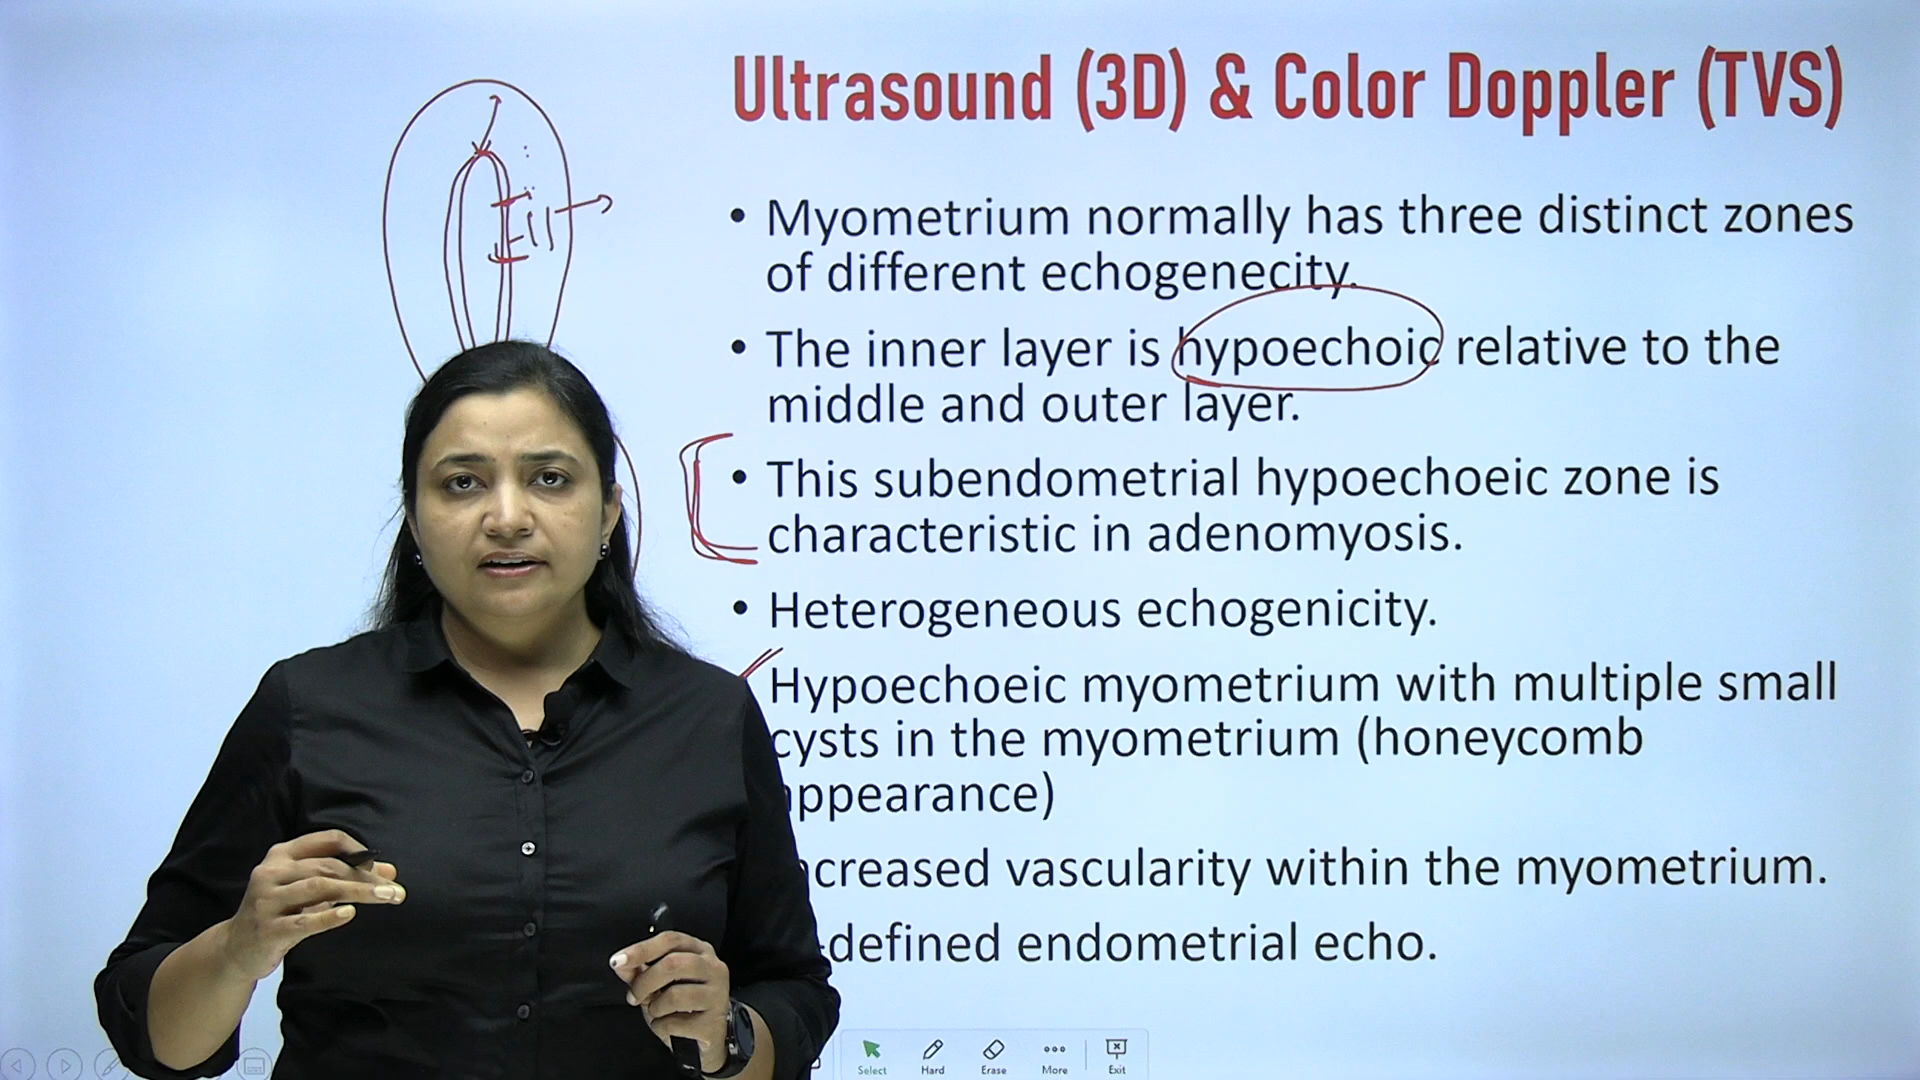 Ultrasound (3D) & Color Doppler (TVS)
• Myometrium normally has three distinct zones
of different echogenecity.
• The inner layer is hypoechoic relative to the
middle and outer layer.
• This subendometrial hypoechoeic zone is
characteristic in adenomyosis.
• Heterogeneous echogenicity.
Hypoechoeic myometrium with multiple small
cysts in the myometrium (honeycomb
appearance)
ncreased vascularity within the myometrium.
-defined endometrial echo.
Select Hard Erase More Exit